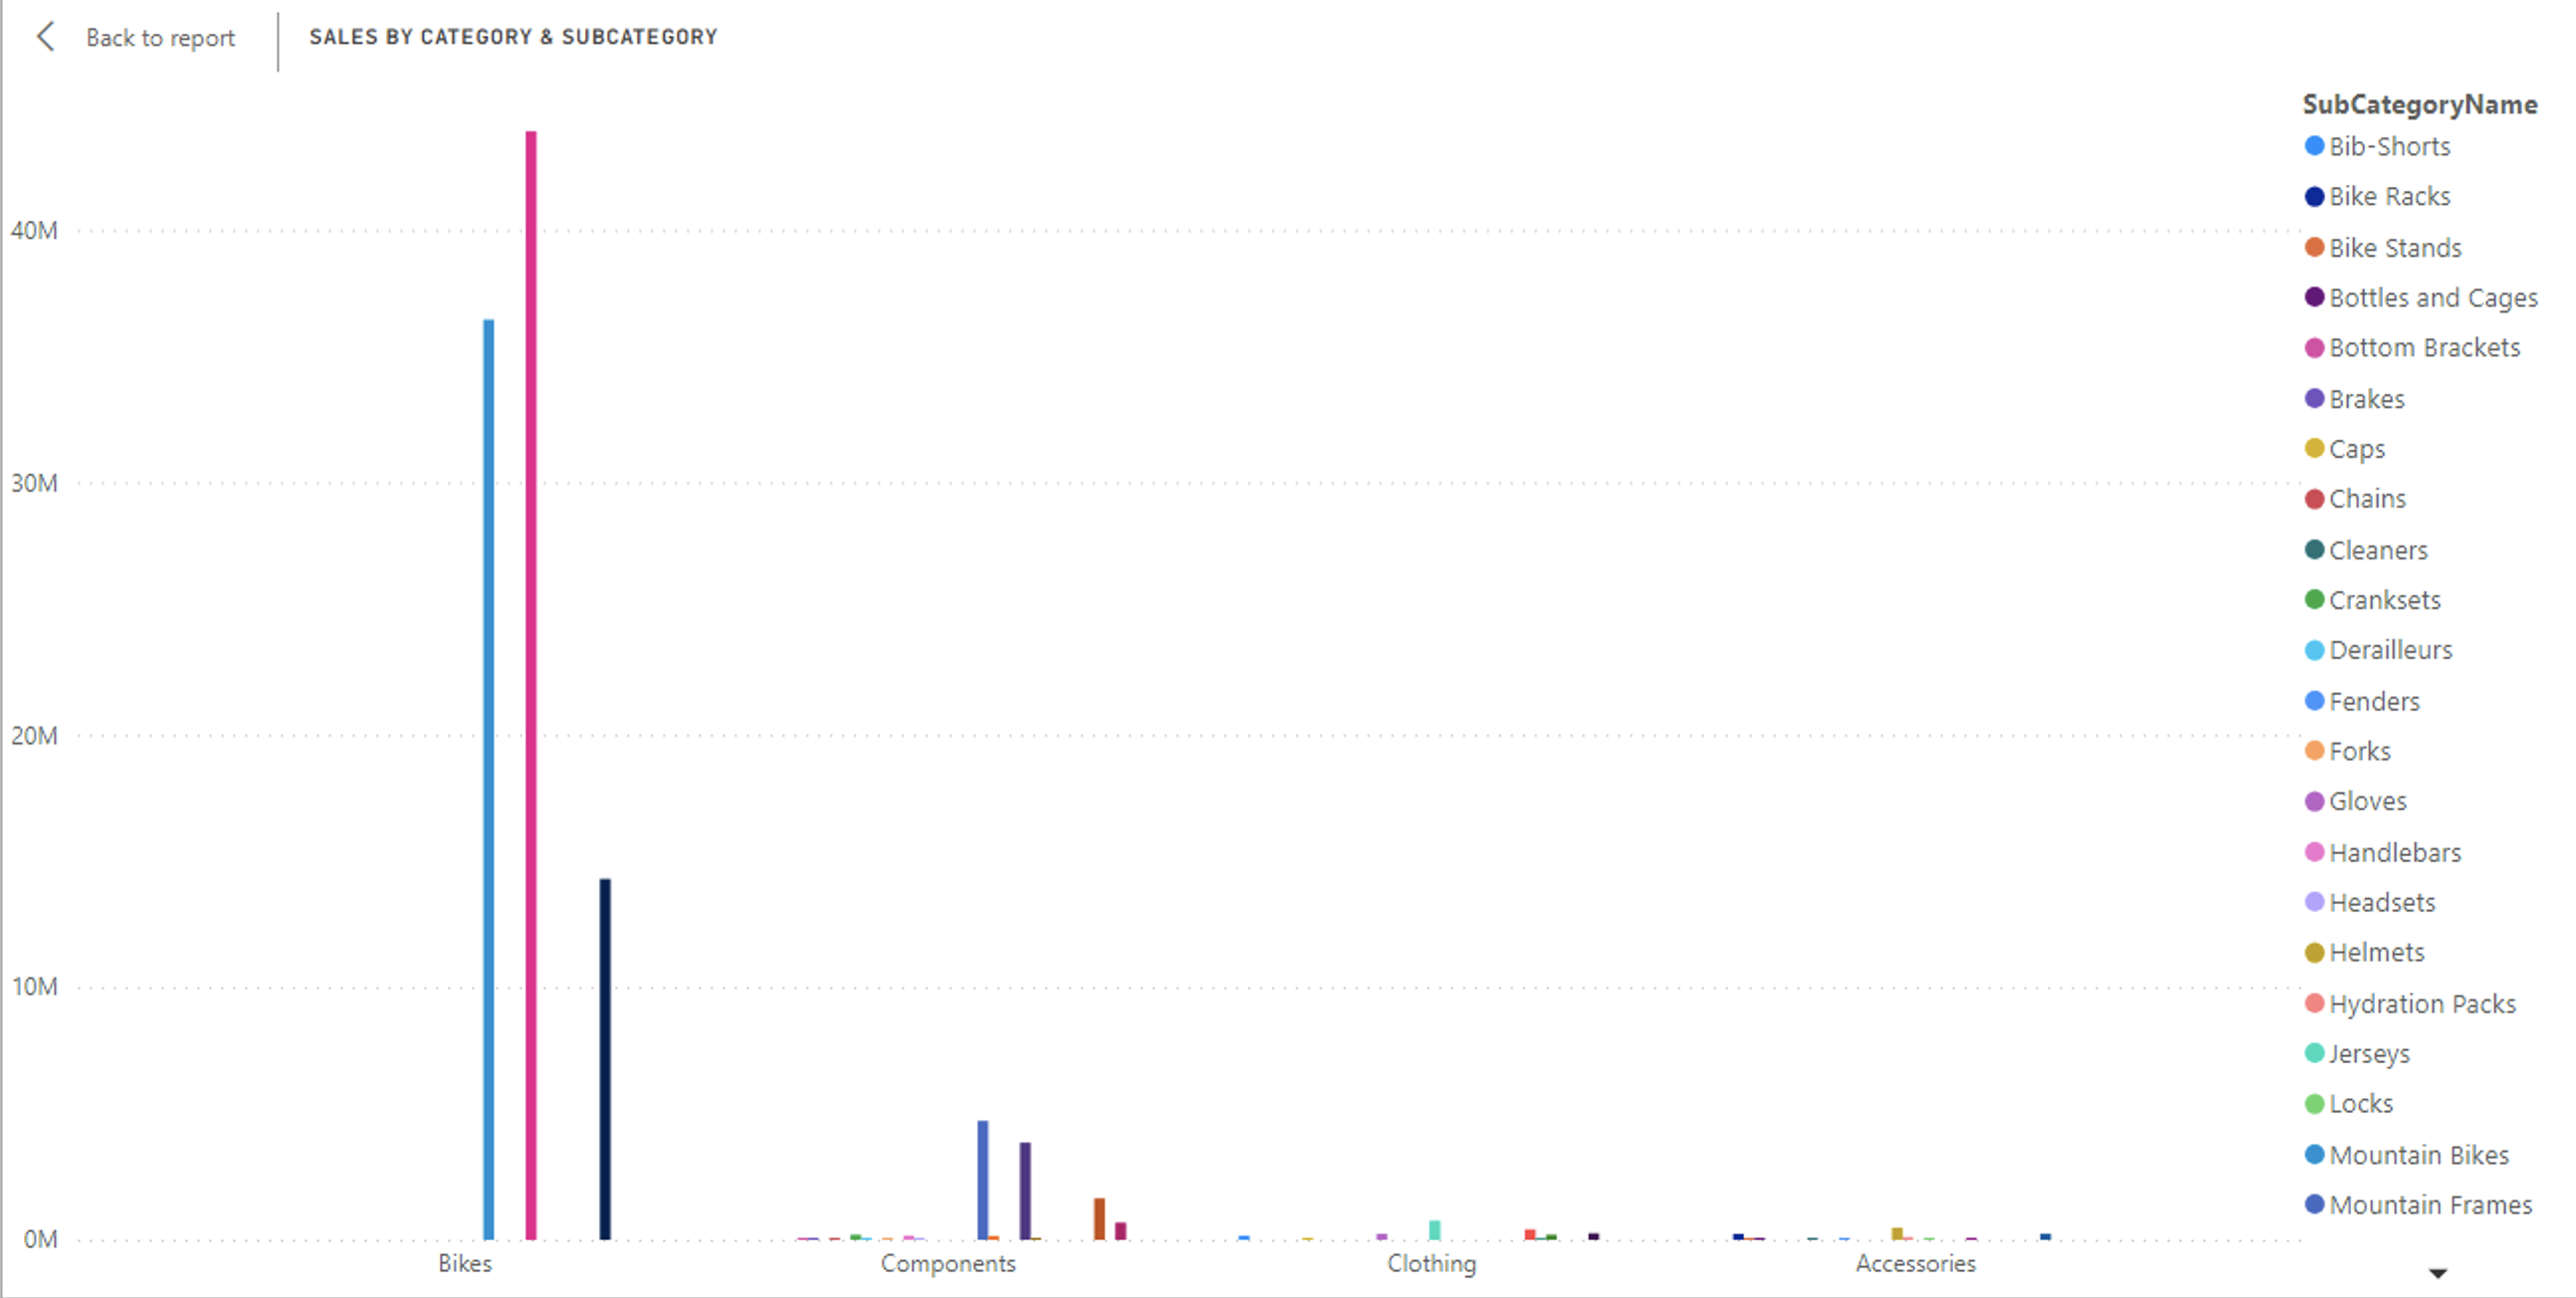 Back to report
SALES BY CATEGORY & SUBCATEGORY
40M
30M
20M
10M
0M
Bikes
Components
Clothing
Accessories
SubCategoryName
Bib-Shorts
Bike Racks
Bike Stands
Bottles and Cages
Bottom Brackets
Brakes
Caps
Chains
Cleaners
Cranksets
Derailleurs
Fenders
Forks
Gloves
Handlebars
Headsets
Helmets
Hydration Packs
Jerseys
Locks
Mountain Bikes
Mountain Frames